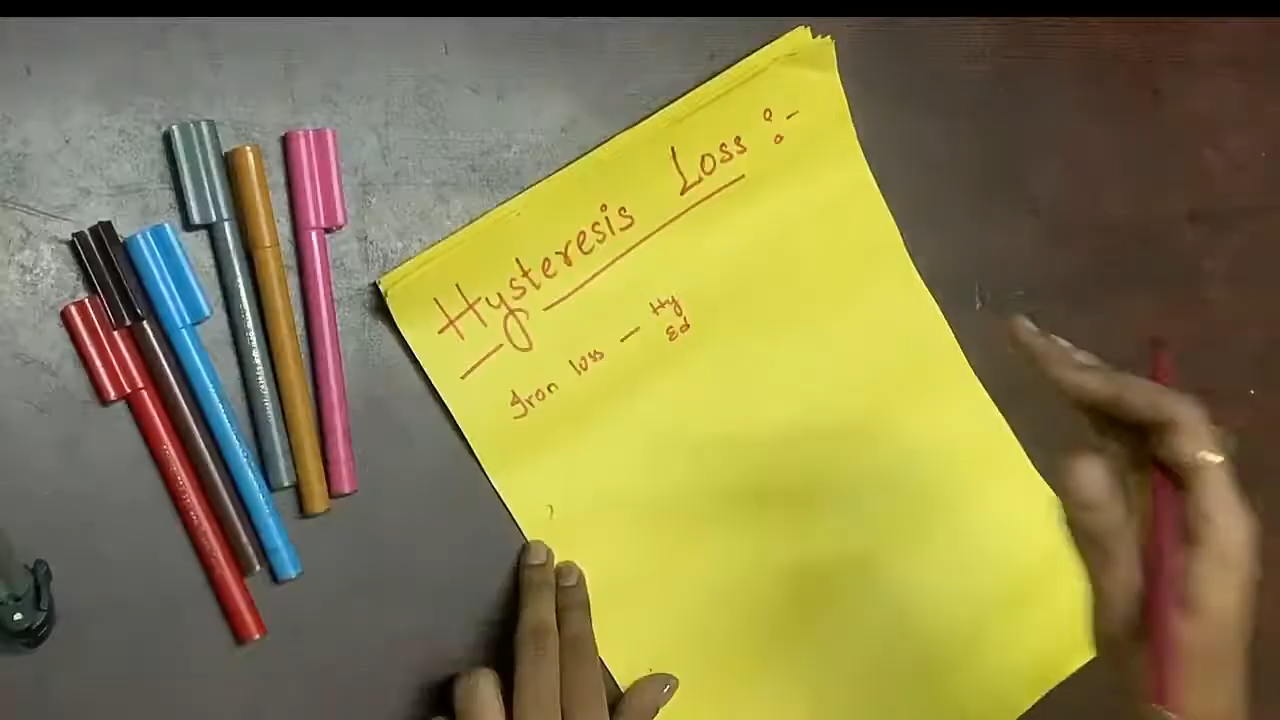 Hysteresis Loss :-
Iron loss — Hy
Ed